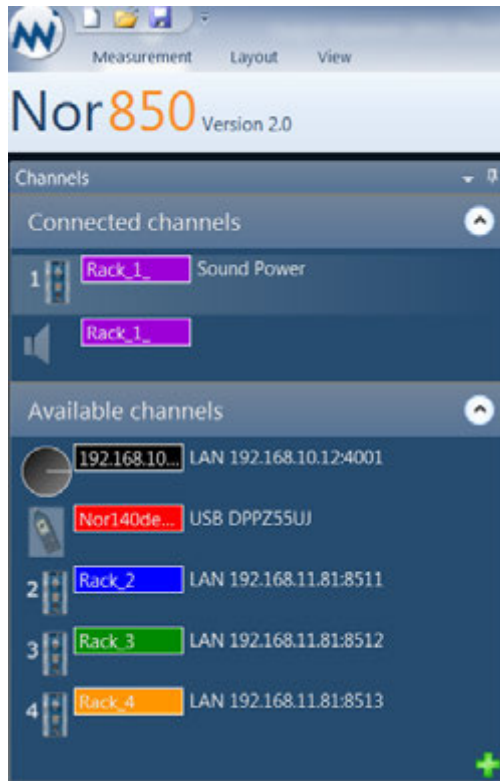 Measurement Layout View
Nor850 Version 2.0
Channels
Connected channels
1 Rack_1_ Sound Power
Rack_1_
Available channels
192.168.10... LAN 192.168.10.12:4001
Nor140de... USB DPPZ55UJ
2 Rack_2 LAN 192.168.11.81:8511
3 Rack_3 LAN 192.168.11.81:8512
4 Rack_4 LAN 192.168.11.81:8513